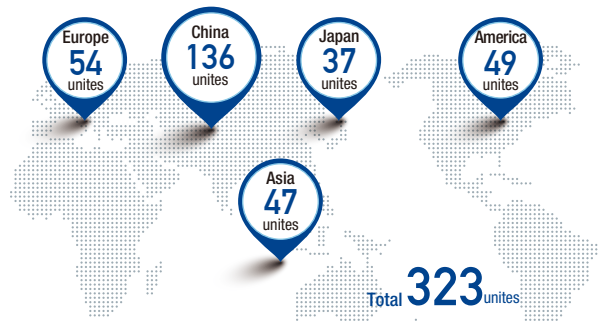 Europe
54
unites
China
136
unites
Japan
37
unites
America
49
unites
Asia
47
unites
Total 323 unites